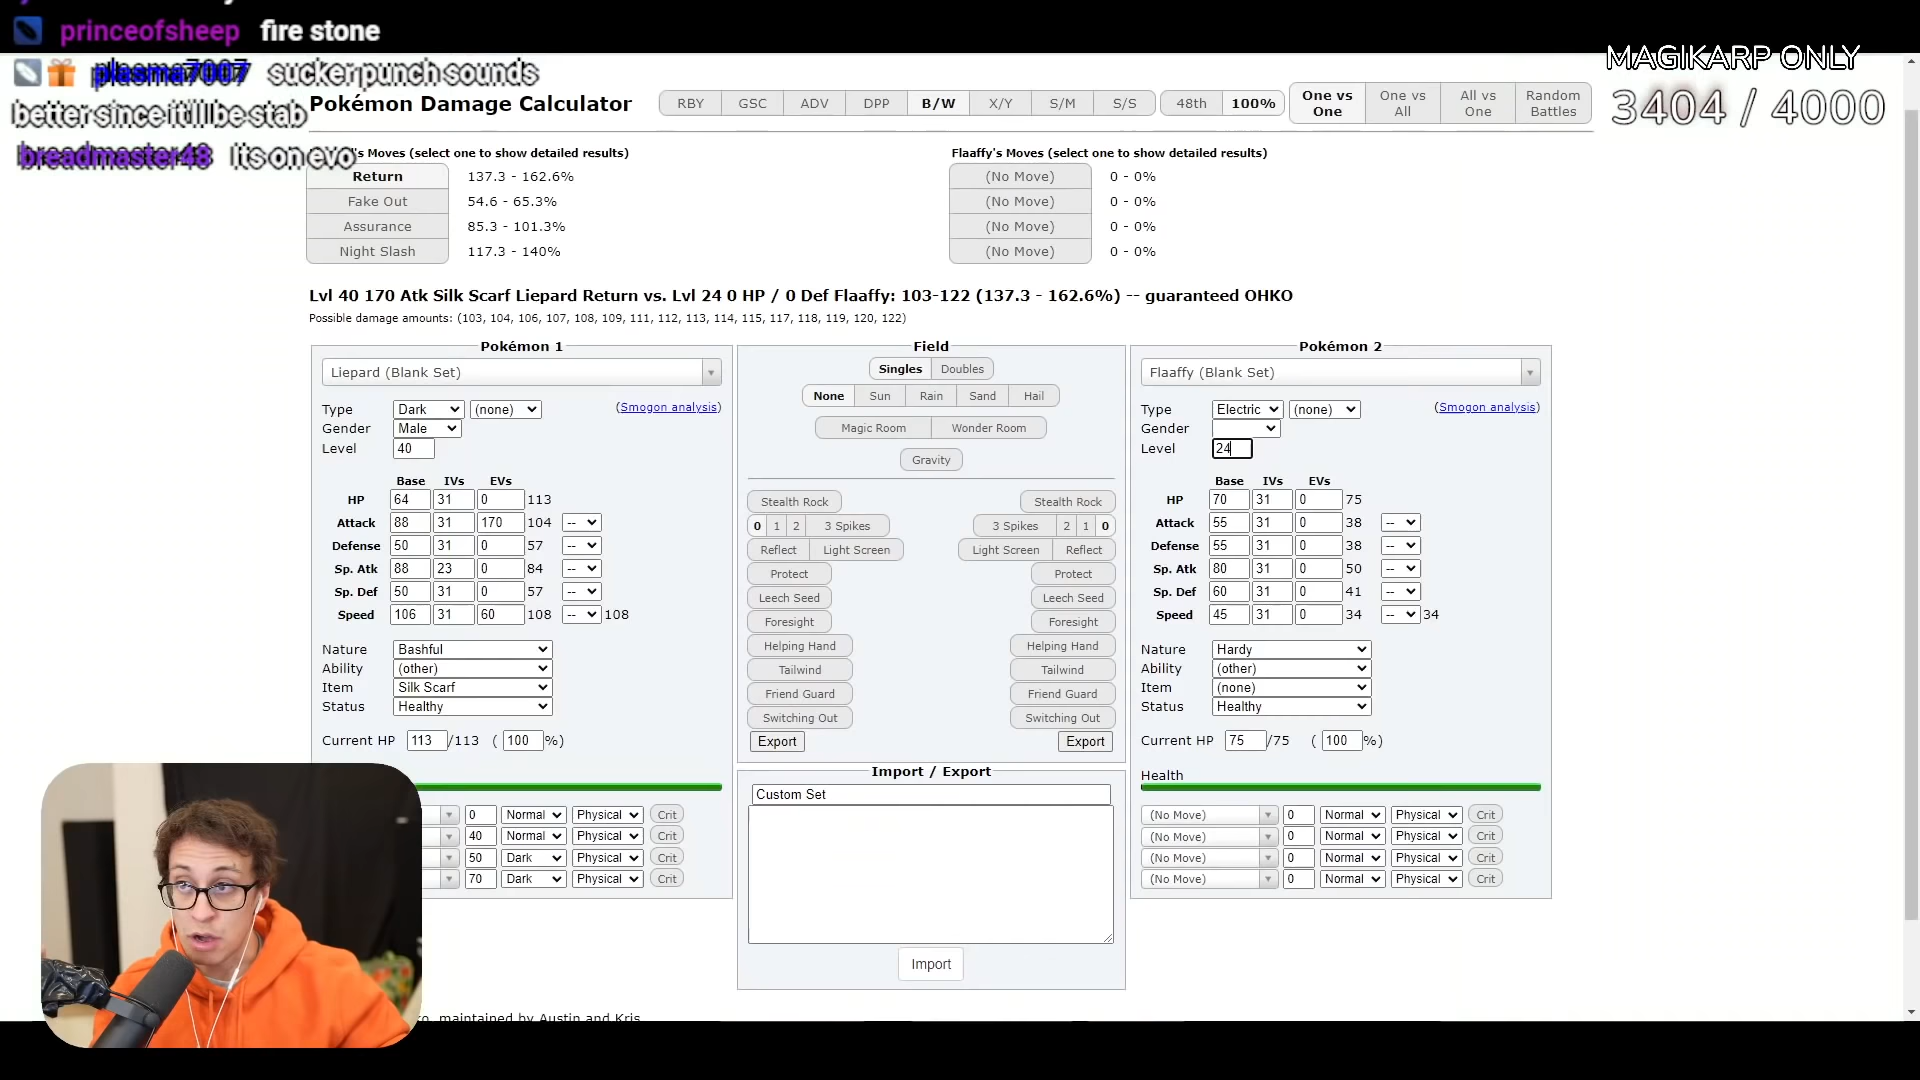 princeofsheep fire stone
plasma7007 sucker punch sounds
better since itll be stab
breadmaster48 Its on evo
MAGIKARP ONLY
3404 / 4000
Pokémon Damage Calculator
RBY GSC ADV DPP B/W X/Y S/M S/S 48th 100%
One vs One
One vs All
All vs One
Random Battles
's Moves (select one to show detailed results)
Return 137.3 - 162.6%
Fake Out 54.6 - 65.3%
Assurance 85.3 - 101.3%
Night Slash 117.3 - 140%
Flaaffy's Moves (select one to show detailed results)
(No Move) 0 - 0%
(No Move) 0 - 0%
(No Move) 0 - 0%
(No Move) 0 - 0%
Lvl 40 170 Atk Silk Scarf Liepard Return vs. Lvl 24 0 HP / 0 Def Flaaffy: 103-122 (137.3 - 162.6%) -- guaranteed OHKO
Possible damage amounts: (103, 104, 106, 107, 108, 109, 111, 112, 113, 114, 115, 117, 118, 119, 120, 122)
Pokémon 1
Liepard (Blank Set)
Type Dark (none) (Smogon analysis)
Gender Male
Level 40
Base IVs EVs
HP 64 31 0 113
Attack 88 31 170 104 --
Defense 50 31 0 57 --
Sp. Atk 88 23 0 84 --
Sp. Def 50 31 0 57 --
Speed 106 31 60 108 -- 108
Nature Bashful
Ability (other)
Item Silk Scarf
Status Healthy
Current HP 113 /113 ( 100 %)
0 Normal Physical Crit
40 Normal Physical Crit
50 Dark Physical Crit
70 Dark Physical Crit
Field
Singles Doubles
None Sun Rain Sand Hail
Magic Room Wonder Room
Gravity
Stealth Rock Stealth Rock
0 1 2 3 Spikes 3 Spikes 2 1 0
Reflect Light Screen Light Screen Reflect
Protect Protect
Leech Seed Leech Seed
Foresight Foresight
Helping Hand Helping Hand
Tailwind Tailwind
Friend Guard Friend Guard
Switching Out Switching Out
Export Export
Import / Export
Custom Set
Import
Pokémon 2
Flaaffy (Blank Set)
Type Electric (none) (Smogon analysis)
Gender
Level 24
Base IVs EVs
HP 70 31 0 75
Attack 55 31 0 38 --
Defense 55 31 0 38 --
Sp. Atk 80 31 0 50 --
Sp. Def 60 31 0 41 --
Speed 45 31 0 34 -- 34
Nature Hardy
Ability (other)
Item (none)
Status Healthy
Current HP 75 /75 ( 100 %)
Health
(No Move) 0 Normal Physical Crit
(No Move) 0 Normal Physical Crit
(No Move) 0 Normal Physical Crit
(No Move) 0 Normal Physical Crit
maintained by Austin and Kris